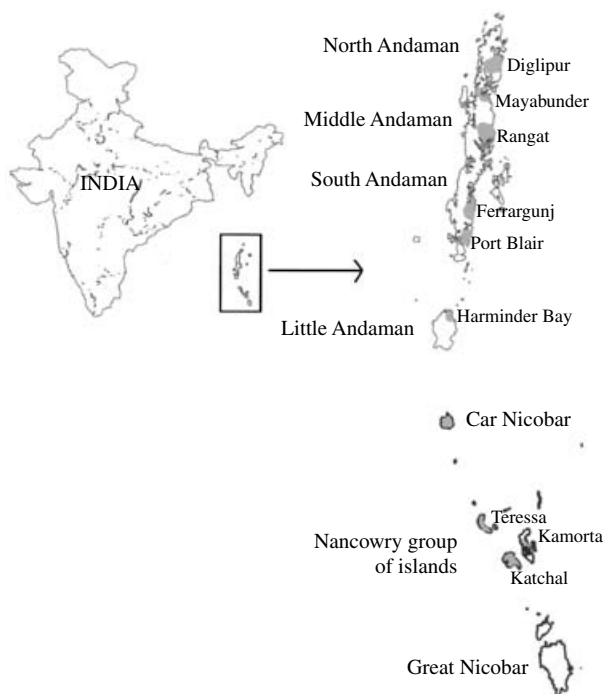 North Andaman
Diglipur
Mayabunder
Middle Andaman
Rangat
INDIA
South Andaman
Ferrargunj
Port Blair
Harminder Bay
Little Andaman
Car Nicobar
Teressa
Kamorta
Nancowry group
of islands
Katchal
Great Nicobar